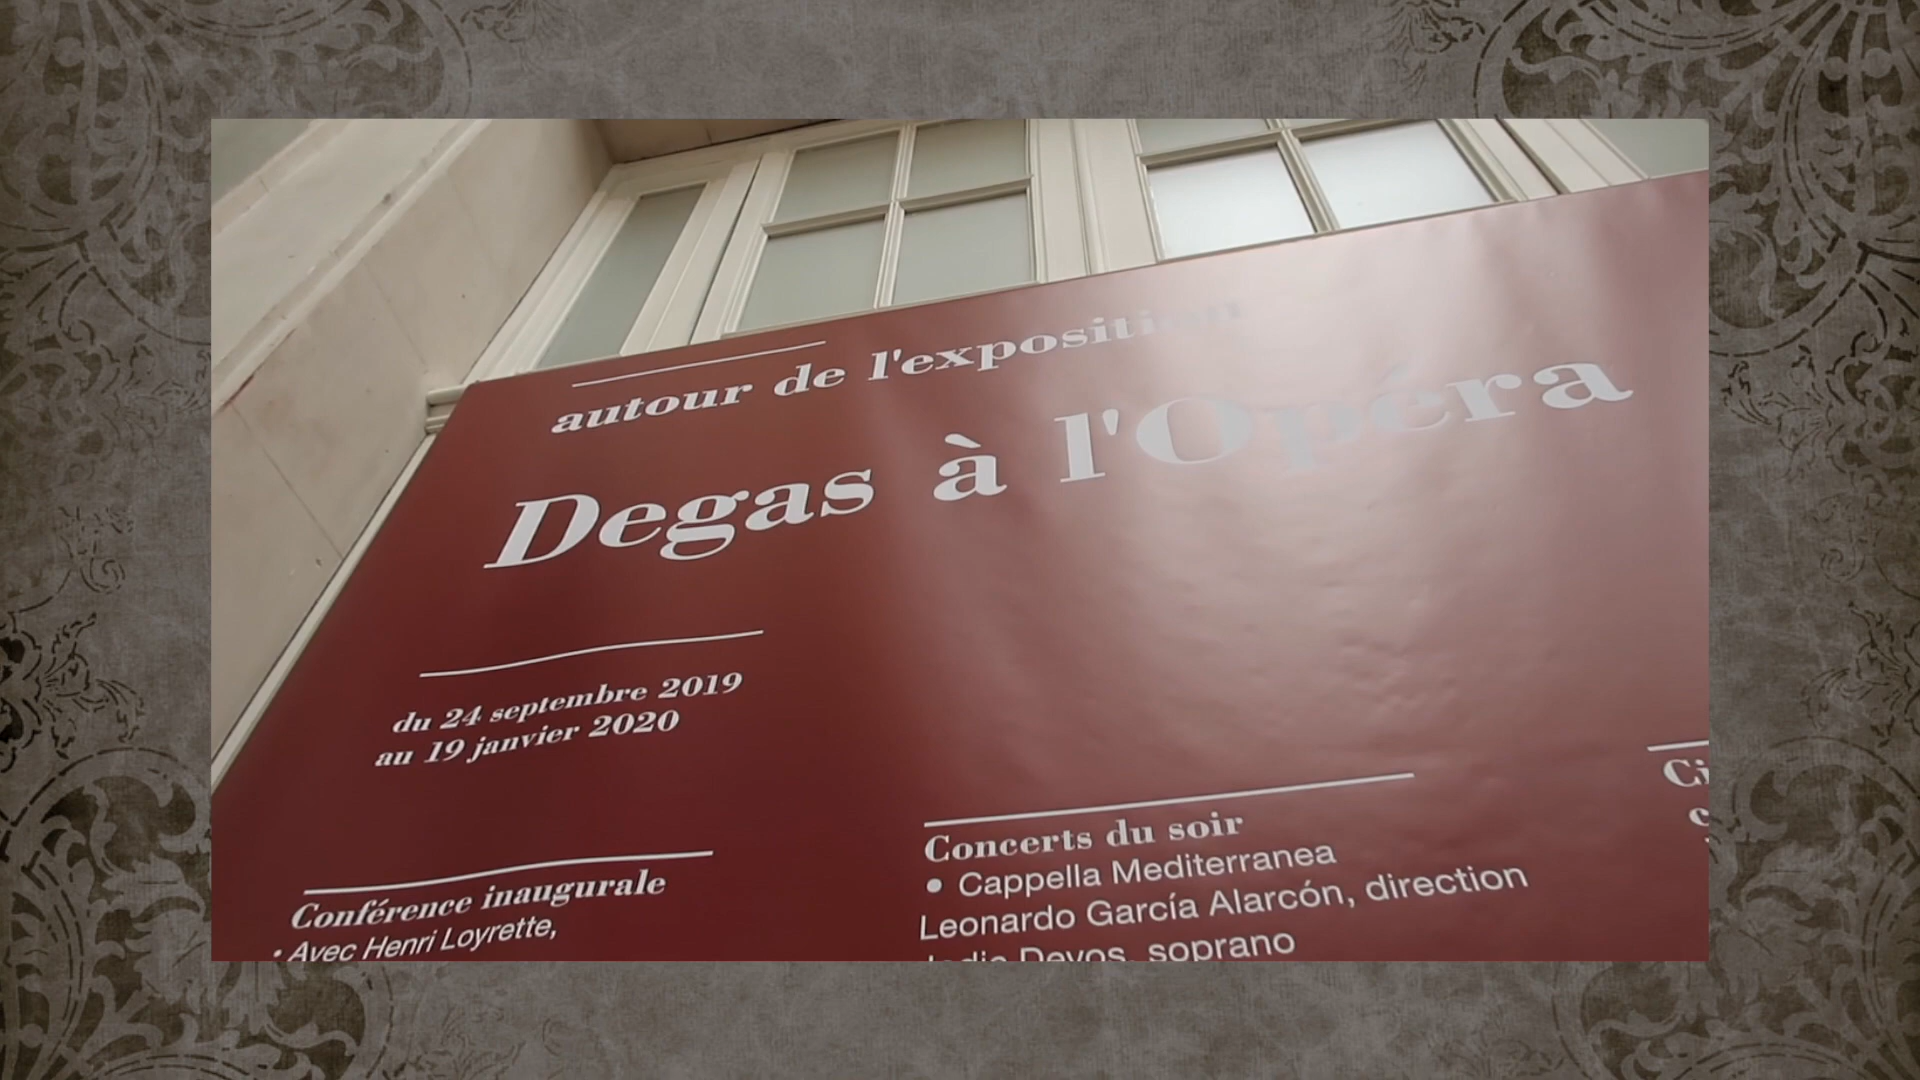 autour de l'exposition
Degas à l'Opéra
du 24 septembre 2019
au 19 janvier 2020
Conférence inaugurale
• Avec Henri Loyrette,
Concerts du soir
• Cappella Mediterranea
Leonardo García Alarcón, direction
Devos, soprano